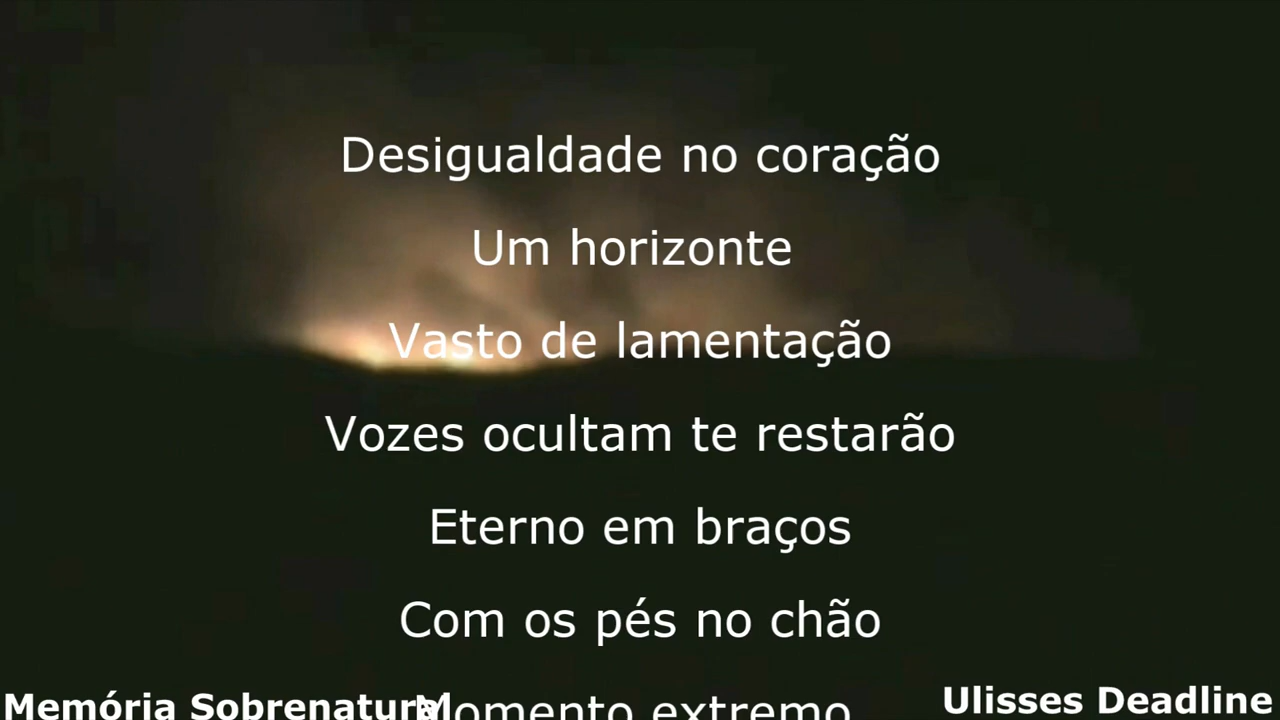 Desigualdade no coração
Um horizonte
Vasto de lamentação
Vozes ocultam te restarão
Eterno em braços
Com os pés no chão
Momento extremo
Memória Sobrenatural
Ulisses Deadline